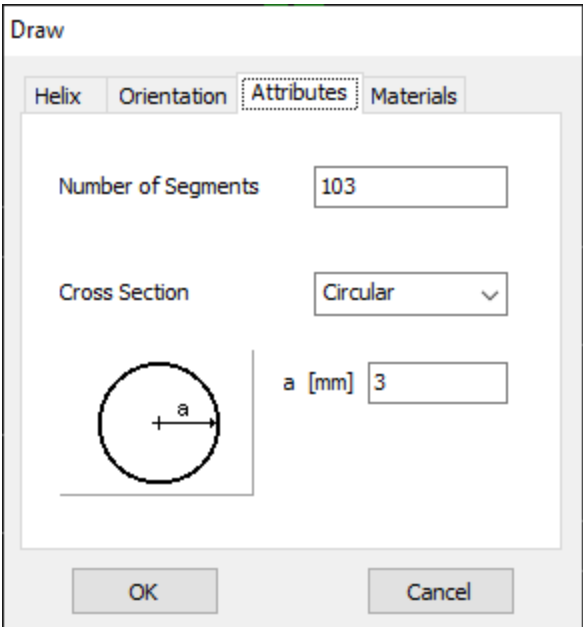 Draw
Helix Orientation Attributes Materials
Number of Segments 103
Cross Section Circular
a [mm] 3
a
OK Cancel